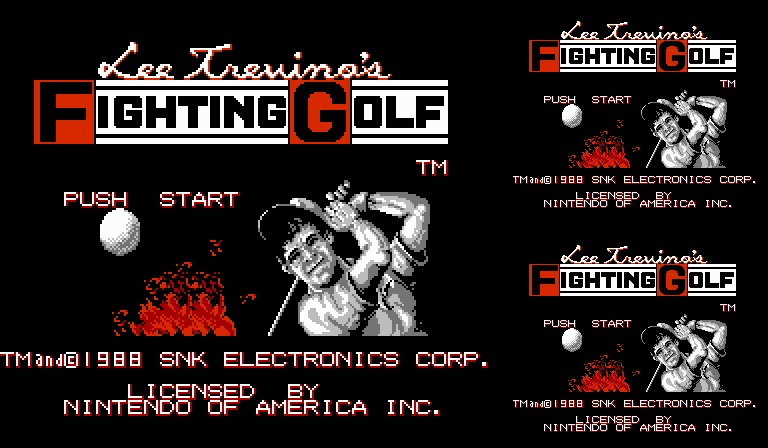 Lee Trevino's
FIGHTING GOLF
TM
PUSH START
TMand©1988 SNK ELECTRONICS CORP.
LICENSED BY
NINTENDO OF AMERICA INC.
Lee Trevino's
FIGHTING GOLF
TM
PUSH START
TMand©1988 SNK ELECTRONICS CORP.
LICENSED BY
NINTENDO OF AMERICA INC.
Lee Trevino's
FIGHTING GOLF
TM
PUSH START
TMand©1988 SNK ELECTRONICS CORP.
LICENSED BY
NINTENDO OF AMERICA INC.